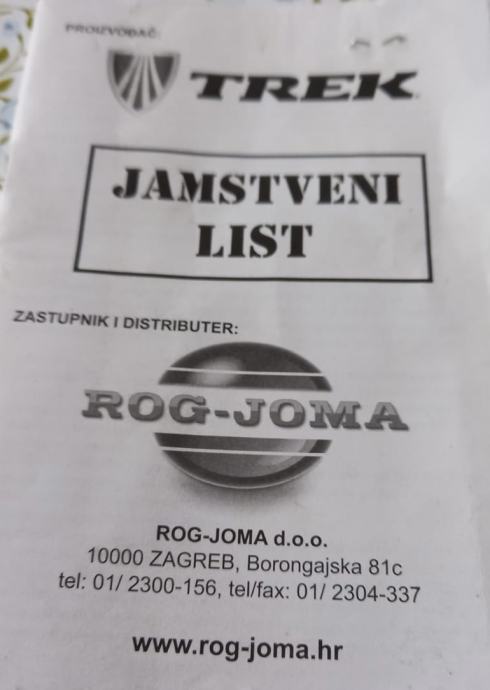 PROIZVOĐAČ:
TREK
JAMSTVENI
LIST
ZASTUPNIK I DISTRIBUTER:
ROG-JOMA
ROG-JOMA d.o.o.
10000 ZAGREB, Borongajska 81c
tel: 01/ 2300-156, tel/fax: 01/ 2304-337
www.rog-joma.hr